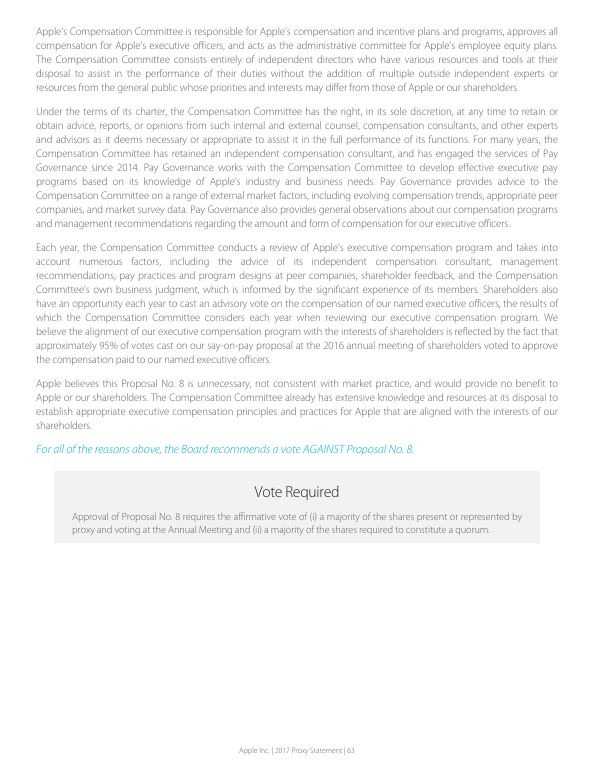 Apple’s Compensation Committee is responsible for Apple’s compensation and incentive plans and programs, approves all
compensation for Apple’s executive officers, and acts as the administrative committee for Apple’s employee equity plans.
The Compensation Committee consists entirely of independent directors who have various resources and tools at their
disposal to assist in the performance of their duties without the addition of multiple outside independent experts or
resources from the general public whose priorities and interests may differ from those of Apple or our shareholders.
Under the terms of its charter, the Compensation Committee has the right, in its sole discretion, at any time to retain or
obtain advice, reports, or opinions from such internal and external counsel, compensation consultants, and other experts
and advisors as it deems necessary or appropriate to assist it in the full performance of its functions. For many years, the
Compensation Committee has retained an independent compensation consultant, and has engaged the services of Pay
Governance since 2014. Pay Governance works with the Compensation Committee to develop effective executive pay
programs based on its knowledge of Apple’s industry and business needs. Pay Governance provides advice to the
Compensation Committee on a range of external market factors, including evolving compensation trends, appropriate peer
companies, and market survey data. Pay Governance also provides general observations about our compensation programs
and management recommendations regarding the amount and form of compensation for our executive officers.
Each year, the Compensation Committee conducts a review of Apple’s executive compensation program and takes into
account numerous factors, including the advice of its independent compensation consultant, management
recommendations, pay practices and program designs at peer companies, shareholder feedback, and the Compensation
Committee’s own business judgment, which is informed by the significant experience of its members. Shareholders also
have an opportunity each year to cast an advisory vote on the compensation of our named executive officers, the results of
which the Compensation Committee considers each year when reviewing our executive compensation program. We
believe the alignment of our executive compensation program with the interests of shareholders is reflected by the fact that
approximately 95% of votes cast on our say-on-pay proposal at the 2016 annual meeting of shareholders voted to approve
the compensation paid to our named executive officers.
Apple believes this Proposal No. 8 is unnecessary, not consistent with market practice, and would provide no benefit to
Apple or our shareholders. The Compensation Committee already has extensive knowledge and resources at its disposal to
establish appropriate executive compensation principles and practices for Apple that are aligned with the interests of our
shareholders.
For all of the reasons above, the Board recommends a vote AGAINST Proposal No. 8.
Vote Required
Approval of Proposal No. 8 requires the affirmative vote of (i) a majority of the shares present or represented by
proxy and voting at the Annual Meeting and (ii) a majority of the shares required to constitute a quorum.
Apple Inc. | 2017 Proxy Statement | 63